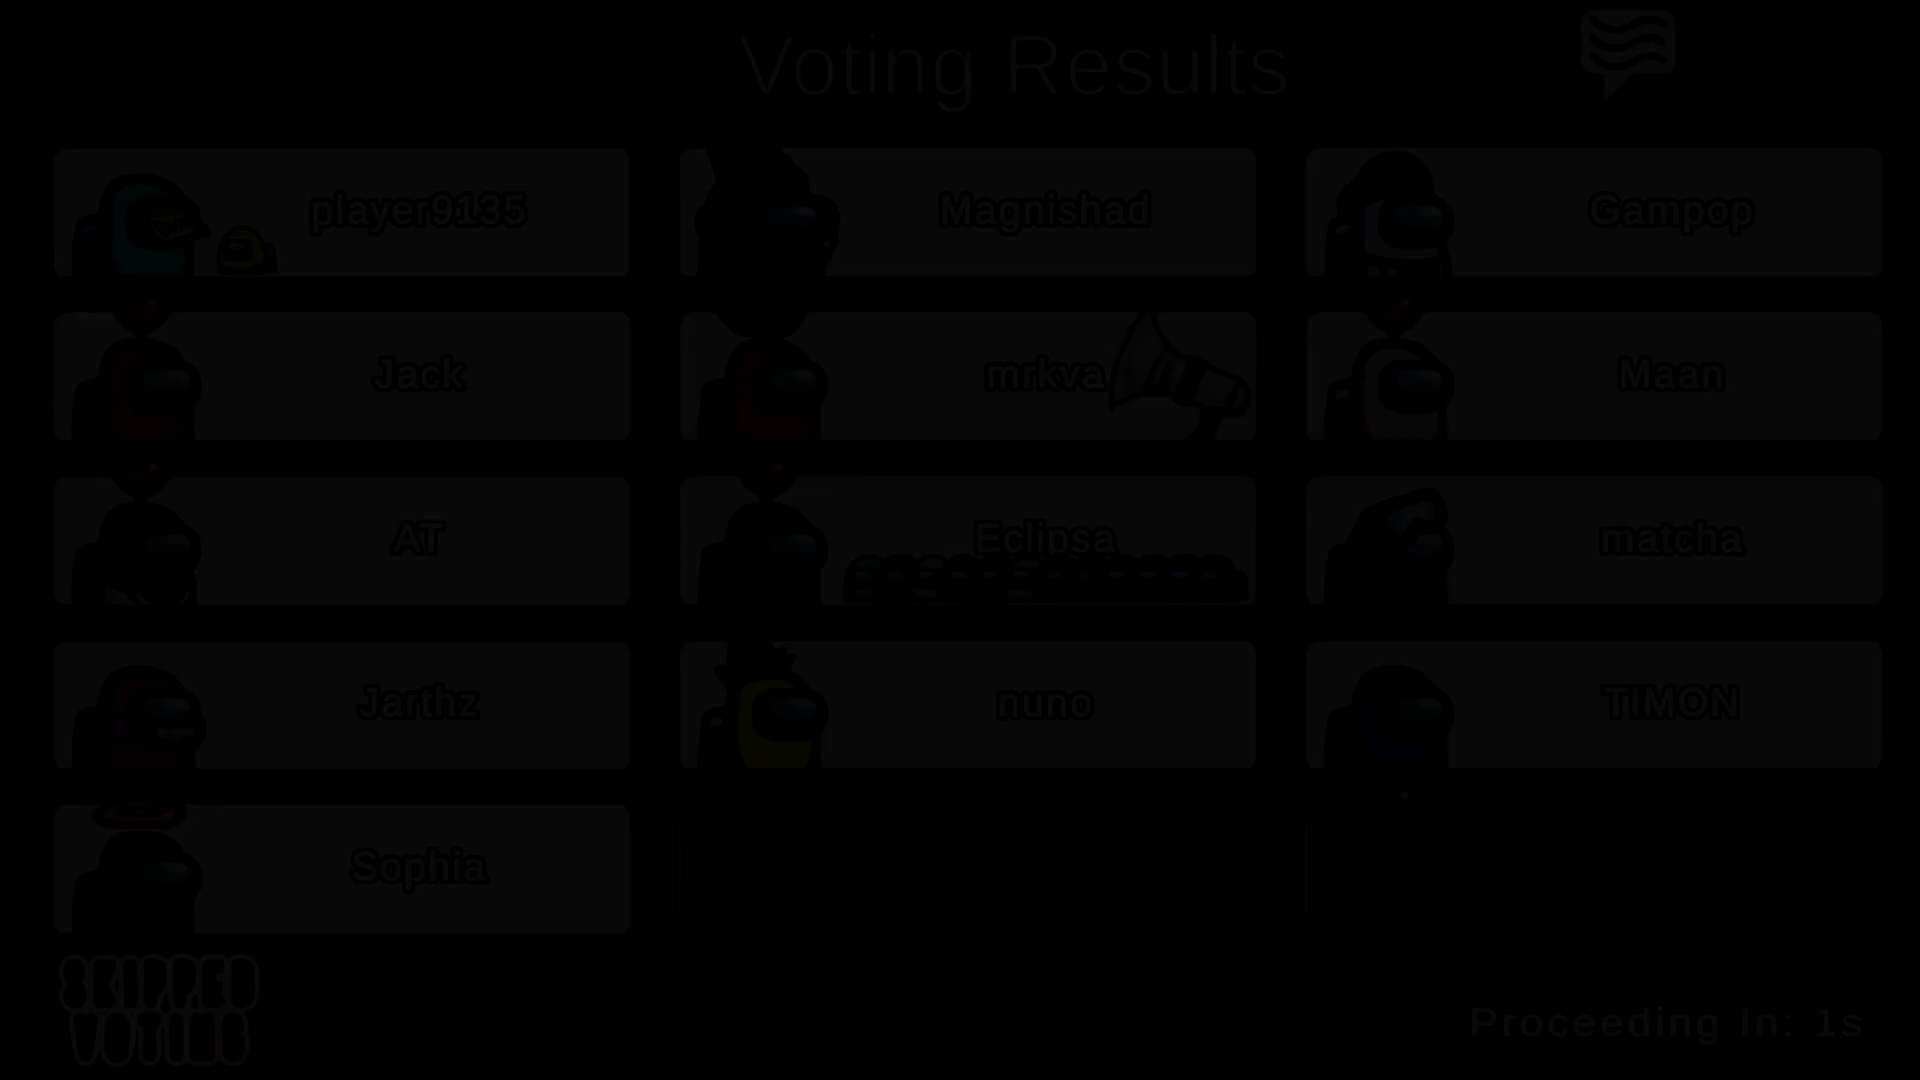 Voting Results
player9135
Magnishad
Gampop
Jack
mrkva
Maan
AT
Eclipsa
matcha
Jarthz
nuno
TIMON
Sophia
SKIPPED
VOTING
Proceeding In: 1s